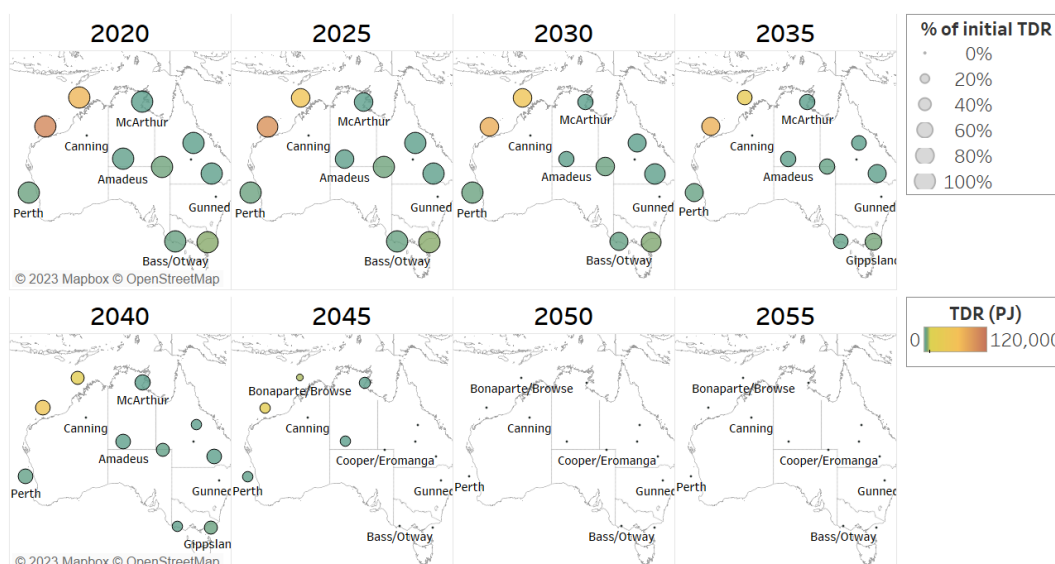 2020
2025
2030
2035
% of initial TDR
0%
20%
40%
60%
80%
100%
McArthur
Canning
Amadeus
Perth
Gunned
Bass/Otway
© 2023 Mapbox © OpenStreetMap
McArthur
Canning
Amadeus
Perth
Gunned
Bass/Otway
McArthur
Canning
Amadeus
Perth
Gunned
Bass/Otway
McArthur
Canning
Amadeus
Perth
Gunned
Gippslan
2040
2045
2050
2055
TDR (PJ)
0
120,000
McArthur
Canning
Amadeus
Perth
Gunned
Gippslan
© 2023 Mapbox © OpenStreetMap
Bonaparte/Browse
Canning
Cooper/Eromanga
Perth
Gunned
Bass/Otway
Bonaparte/Browse
Canning
Cooper/Eromanga
Perth
Gunned
Bass/Otway
Bonaparte/Browse
Canning
Cooper/Eromanga
Perth
Gunned
Bass/Otway